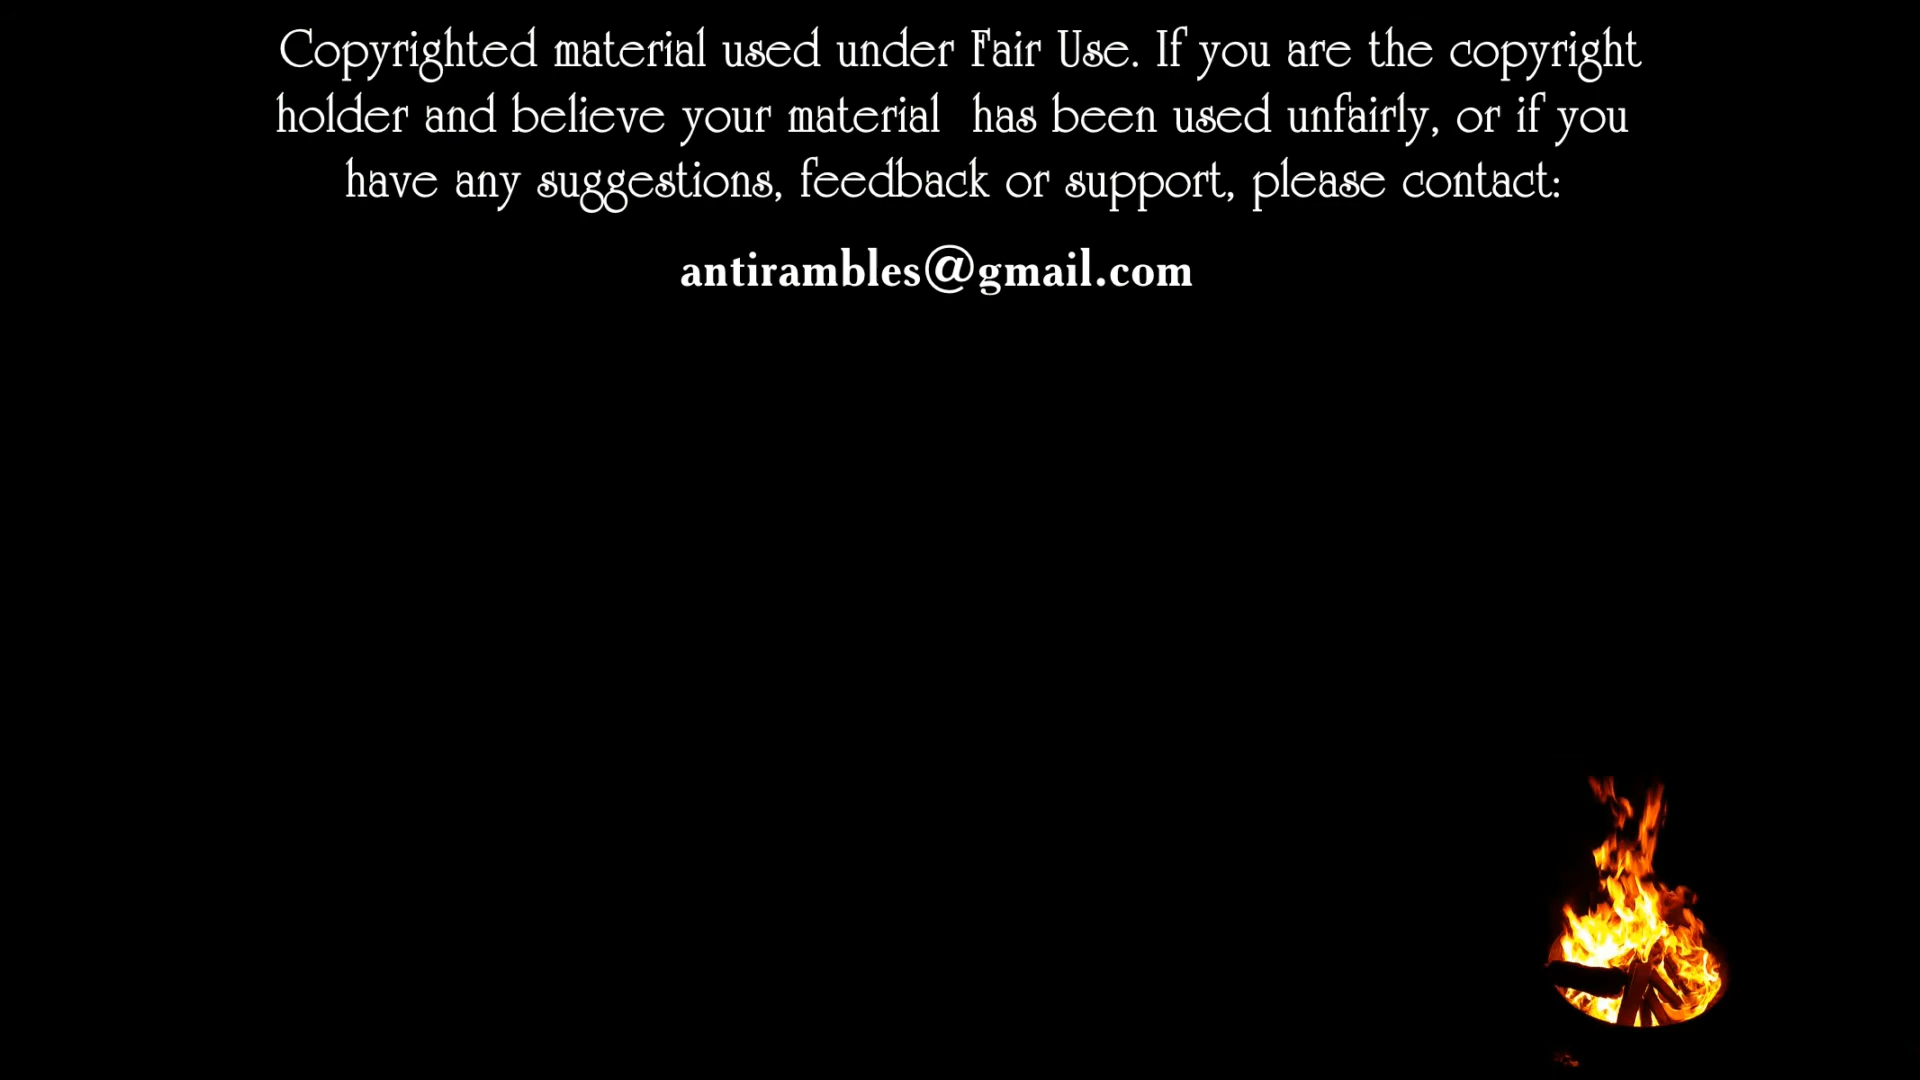 Copyrighted material used under Fair Use. If you are the copyright
holder and believe your material has been used unfairly, or if you
have any suggestions, feedback or support, please contact:
antirambles@gmail.com